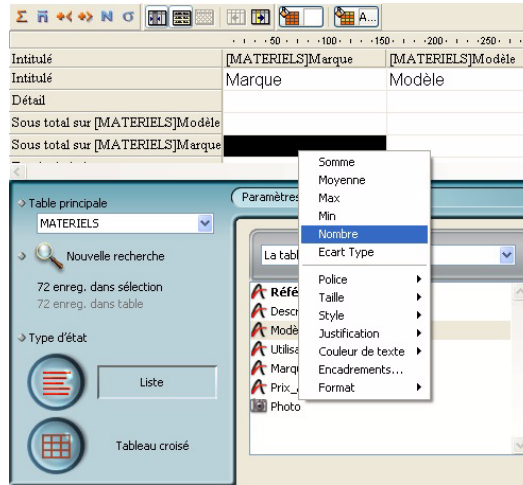 Σ n N σ A...
50 100 150 200 250
Intitulé [MATERIELS]Marque [MATERIELS]Modèle
Intitulé Marque Modèle
Détail
Sous total sur [MATERIELS]Modèle
Sous total sur [MATERIELS]Marque
Somme
Moyenne
Max
Min
Nombre
Ecart Type
Police
Taille
Style
Justification
Couleur de texte
Encadrements...
Format
Table principale
MATERIELS
Nouvelle recherche
72 enreg. dans sélection
72 enreg. dans table
Type d'état
Liste
Tableau croisé
Paramètres
La tabl
Réfé
Descr
Modè
Utilisa
Marqu
Prix_
Photo